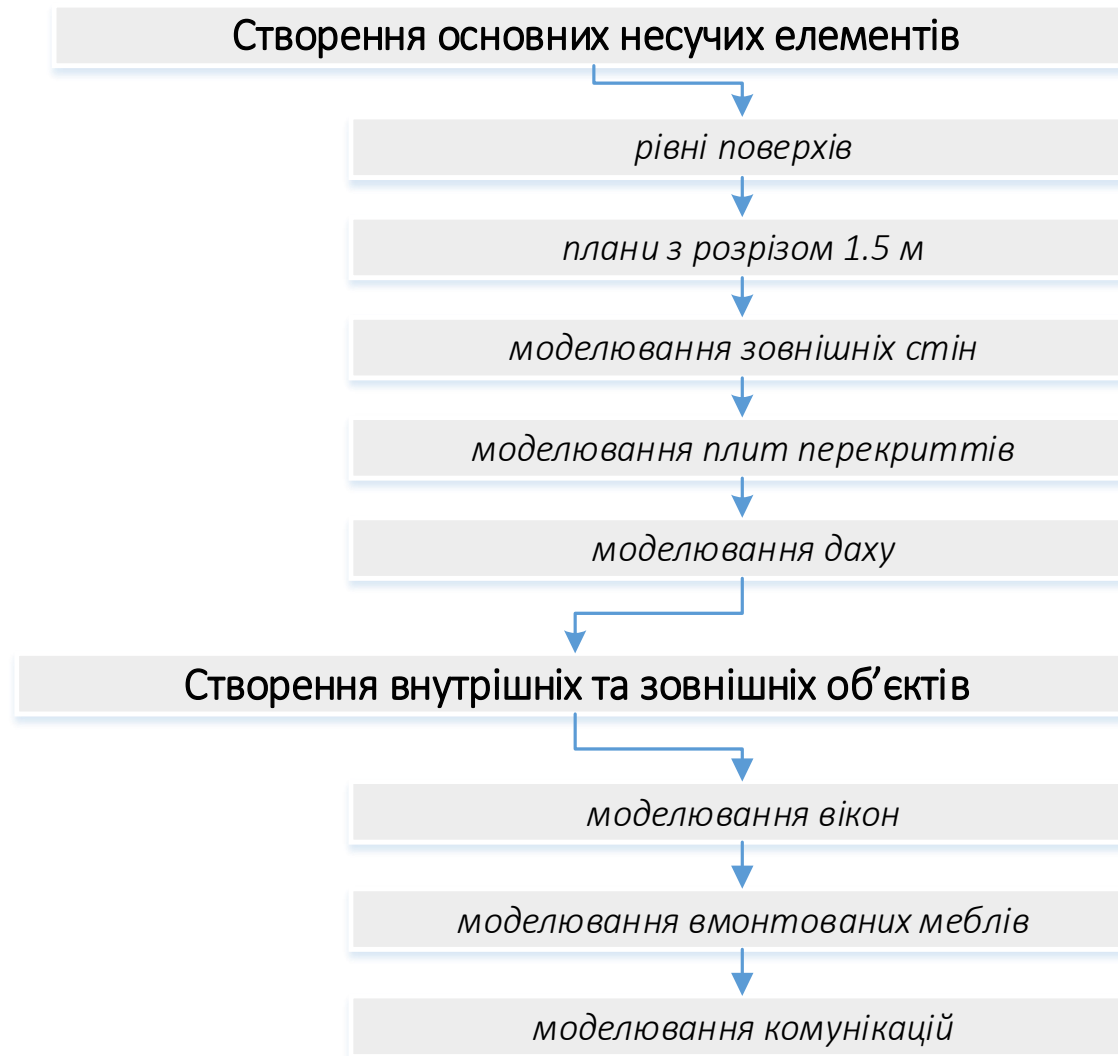 Створення основних несучих елементів
рівні поверхів
плани з розрізом 1.5 м
моделювання зовнішніх стін
моделювання плит перекриттів
моделювання даху
Створення внутрішніх та зовнішніх об’єктів
моделювання вікон
моделювання вмонтованих меблів
моделювання комунікацій